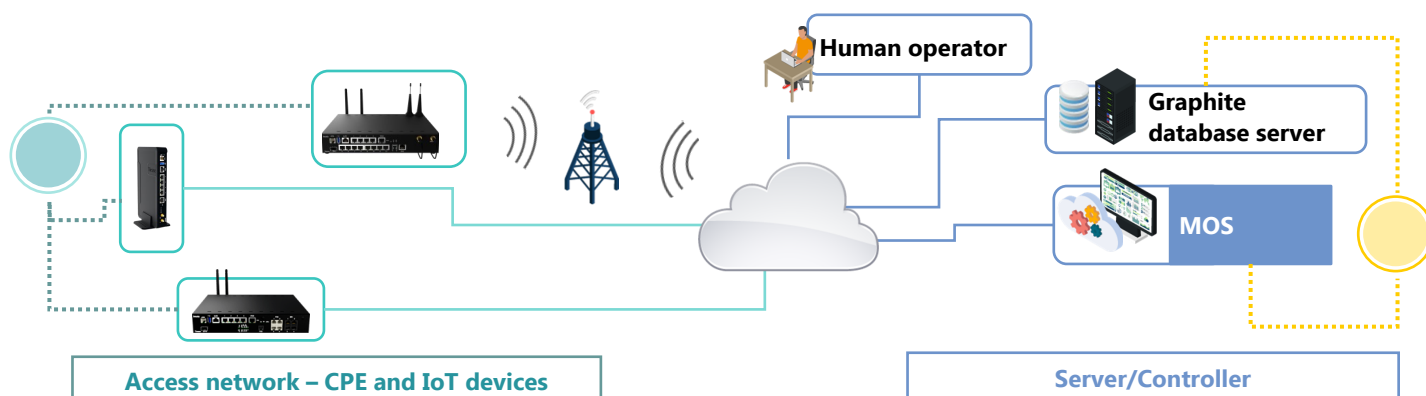 Human operator
Graphite
database server
MOS
Access network – CPE and IoT devices
Server/Controller